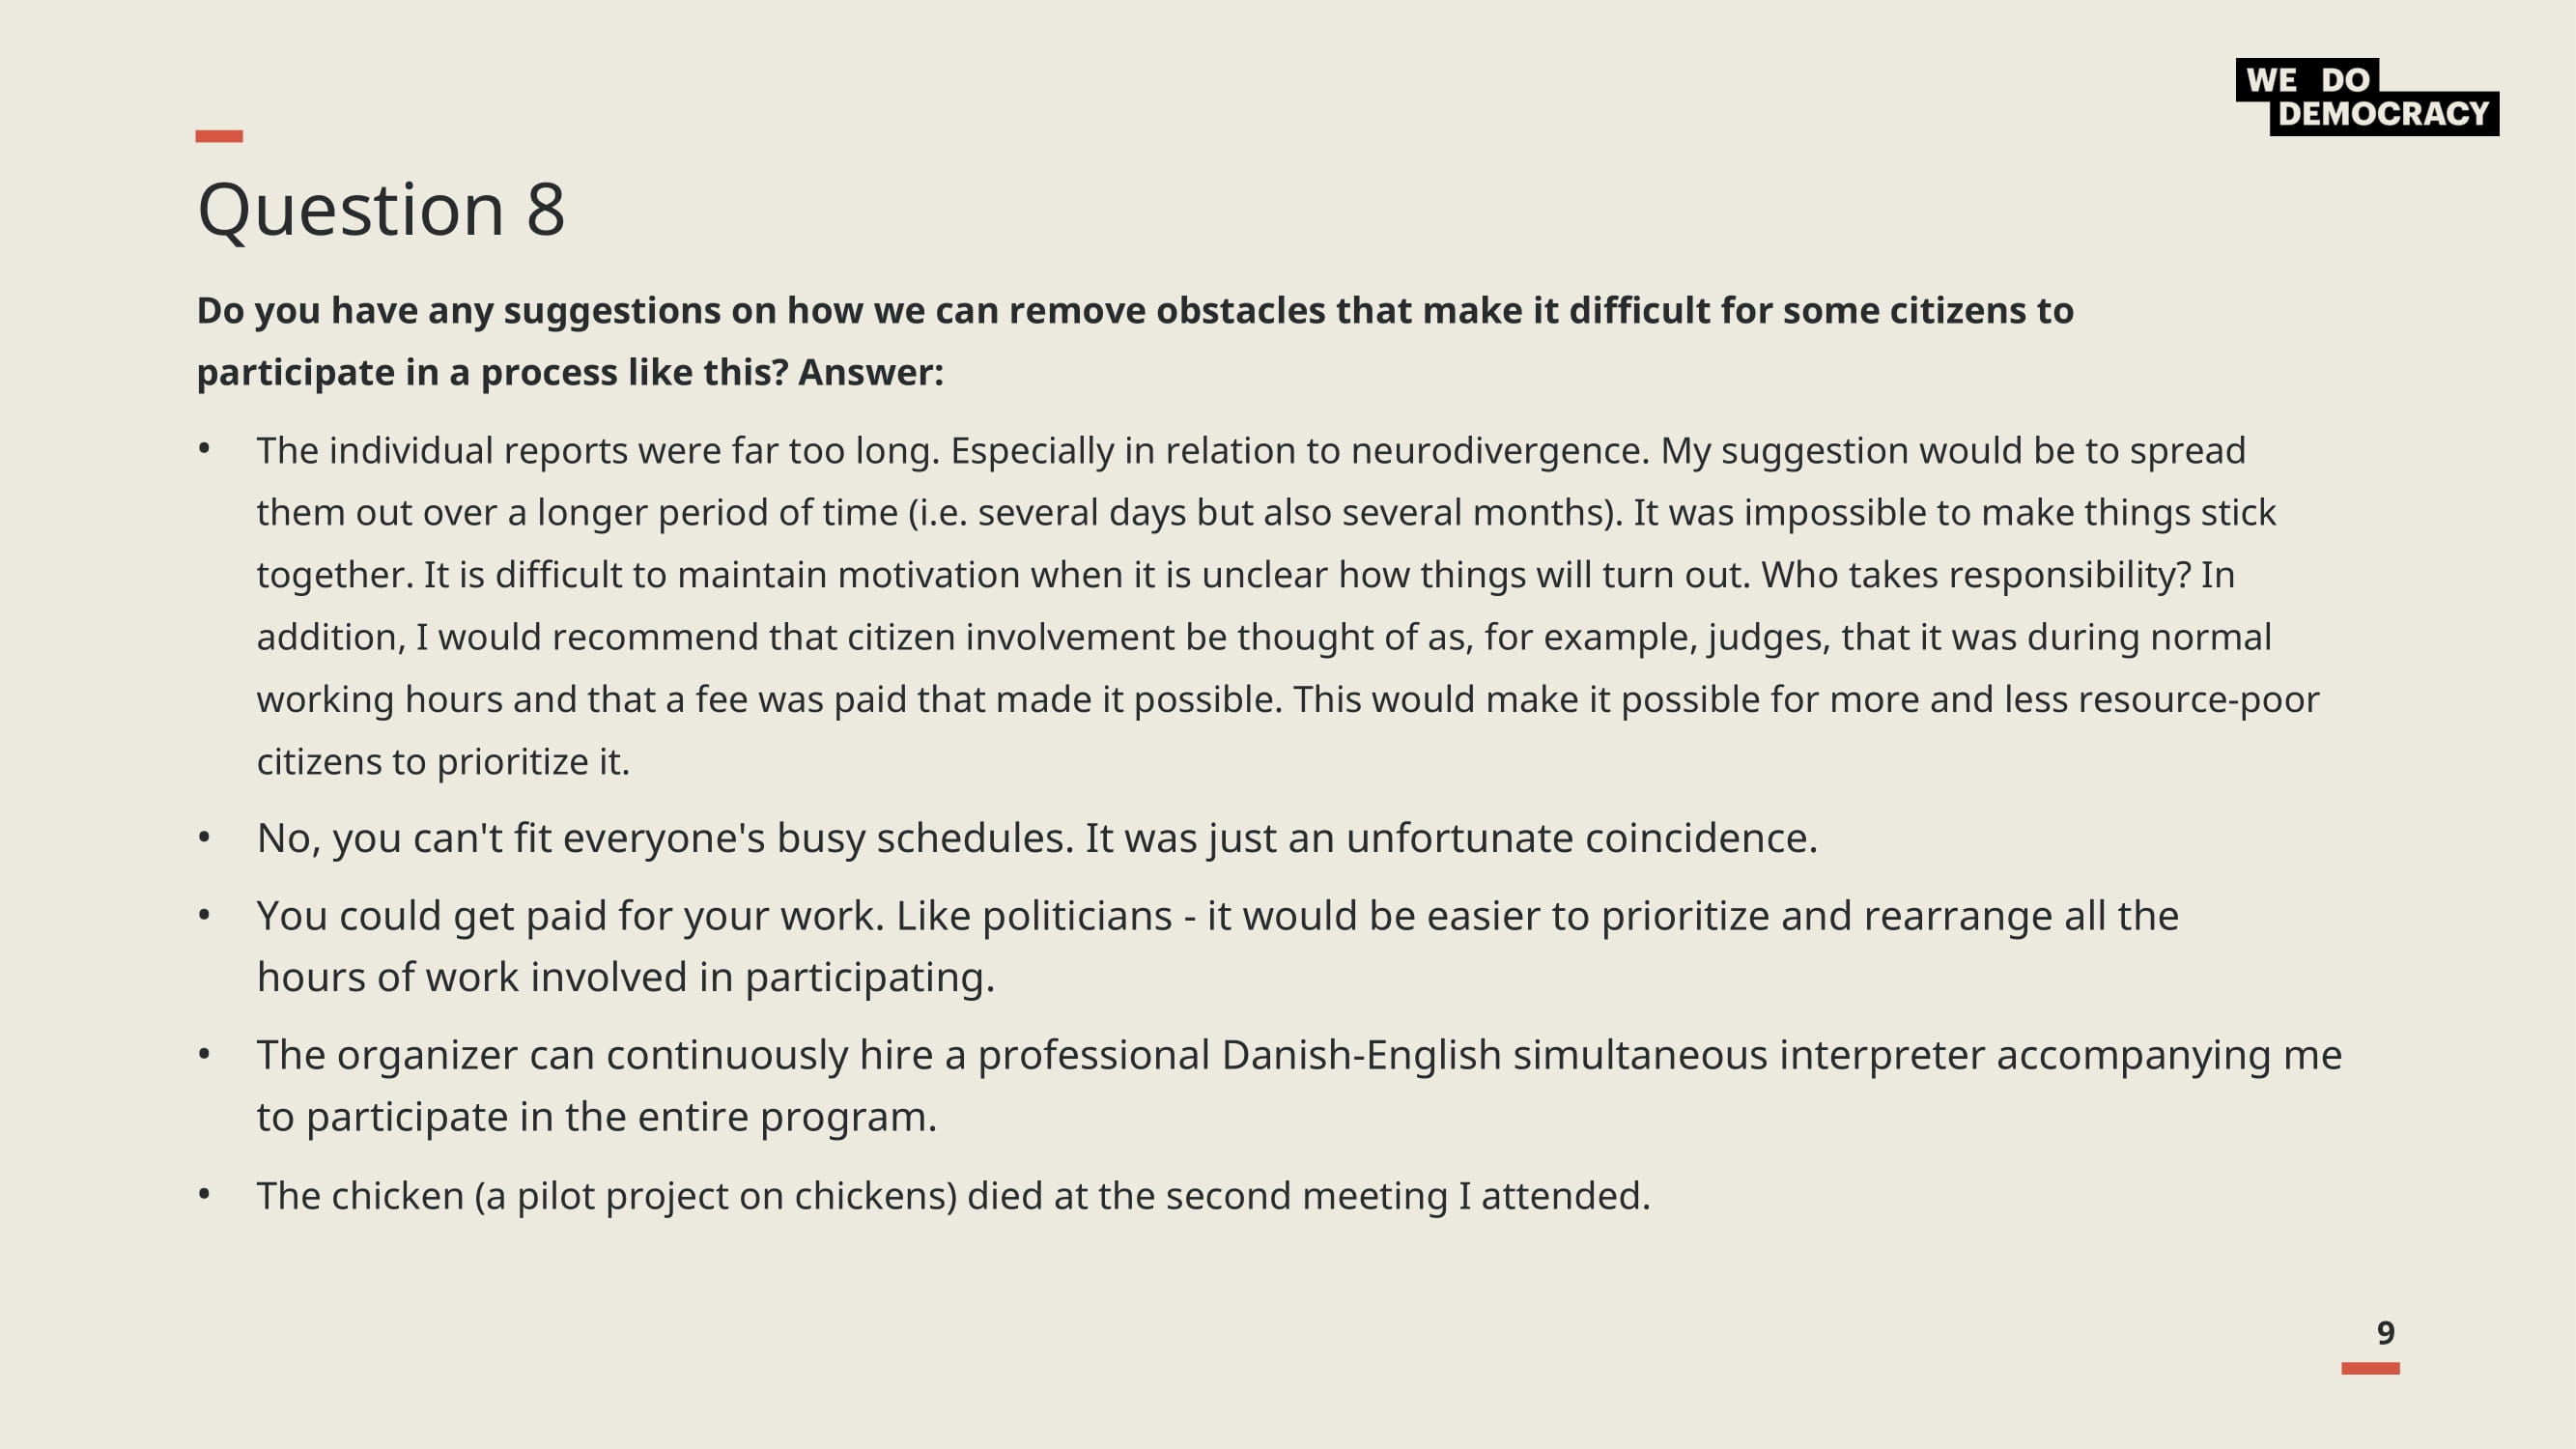 WE DO
DEMOCRACY
Question 8
Do you have any suggestions on how we can remove obstacles that make it difficult for some citizens to
participate in a process like this? Answer:
• The individual reports were far too long. Especially in relation to neurodivergence. My suggestion would be to spread
them out over a longer period of time (i.e. several days but also several months). It was impossible to make things stick
together. It is difficult to maintain motivation when it is unclear how things will turn out. Who takes responsibility? In
addition, I would recommend that citizen involvement be thought of as, for example, judges, that it was during normal
working hours and that a fee was paid that made it possible. This would make it possible for more and less resource-poor
citizens to prioritize it.
• No, you can't fit everyone's busy schedules. It was just an unfortunate coincidence.
• You could get paid for your work. Like politicians - it would be easier to prioritize and rearrange all the
hours of work involved in participating.
• The organizer can continuously hire a professional Danish-English simultaneous interpreter accompanying me
to participate in the entire program.
• The chicken (a pilot project on chickens) died at the second meeting I attended.
9